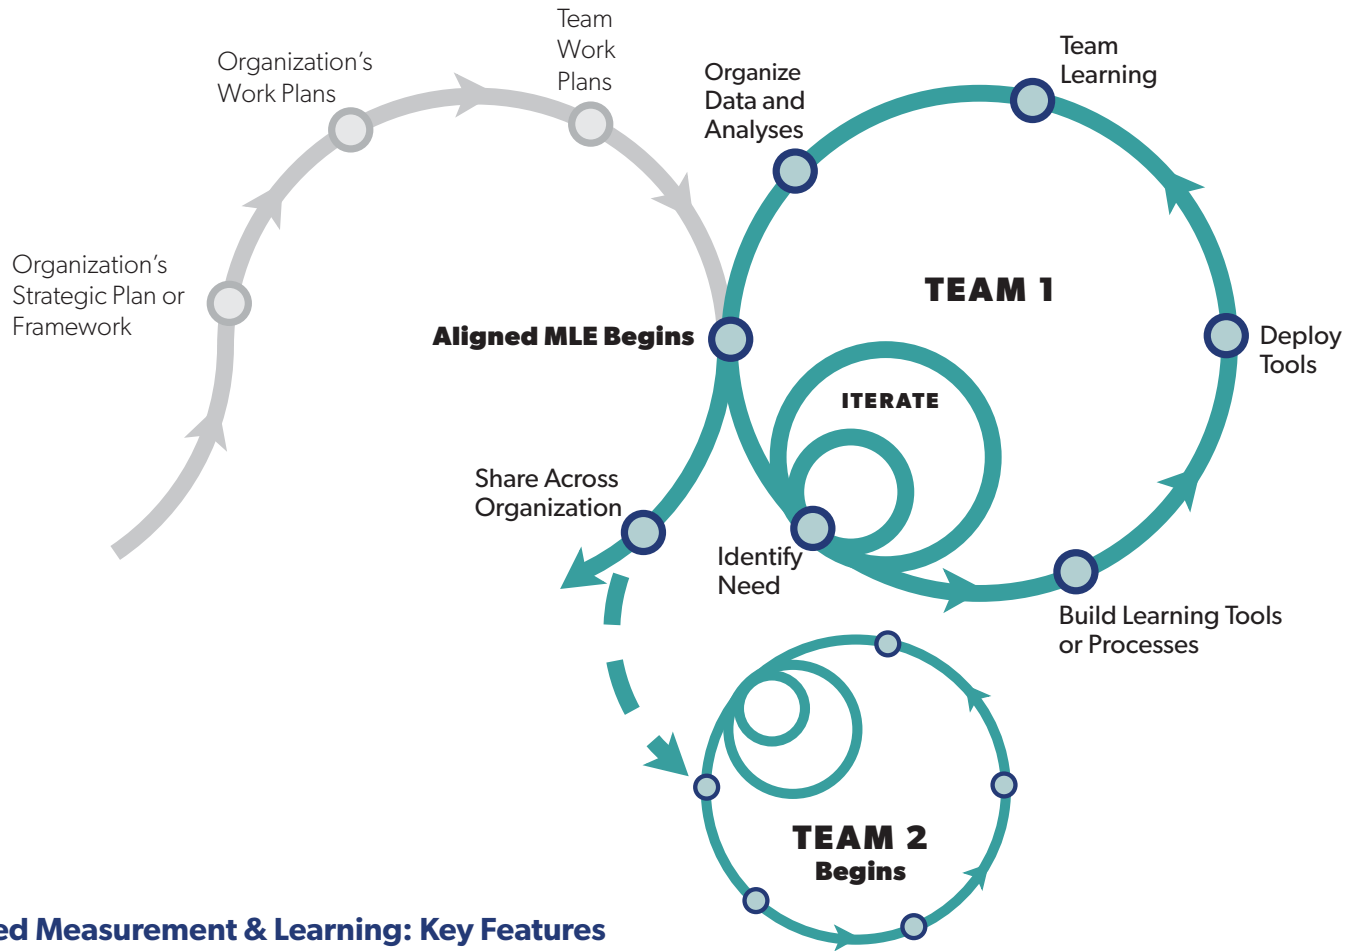 Team
Work
Plans
Organization’s
Work Plans
Organization’s
Strategic Plan or
Framework
Aligned MLE Begins
Organize
Data and
Analyses
Team
Learning
TEAM 1
Deploy
Tools
ITERATE
Share Across
Organization
Identify
Need
Build Learning Tools
or Processes
TEAM 2
Begins
Measurement & Learning: Key Features